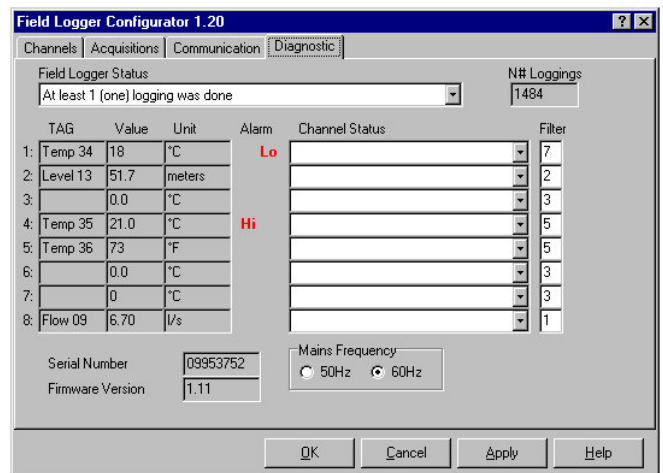 Field Logger Configurator 1.20
Channels Acquisitions Communication Diagnostic
Field Logger Status N# Loggings
At least 1 (one) logging was done 1484
TAG Value Unit Alarm Channel Status Filter
1: Temp 34 18 °C Lo 7
2: Level 13 51.7 meters 2
3: 0.0 °C 3
4: Temp 35 21.0 °C Hi 5
5: Temp 36 73 °F 5
6: 0.0 °C 3
7: 0 °C 3
8: Flow 09 6.70 l/s 1
Serial Number 09953752 Mains Frequency
50Hz 60Hz
Firmware Version 1.11
OK Cancel Apply Help